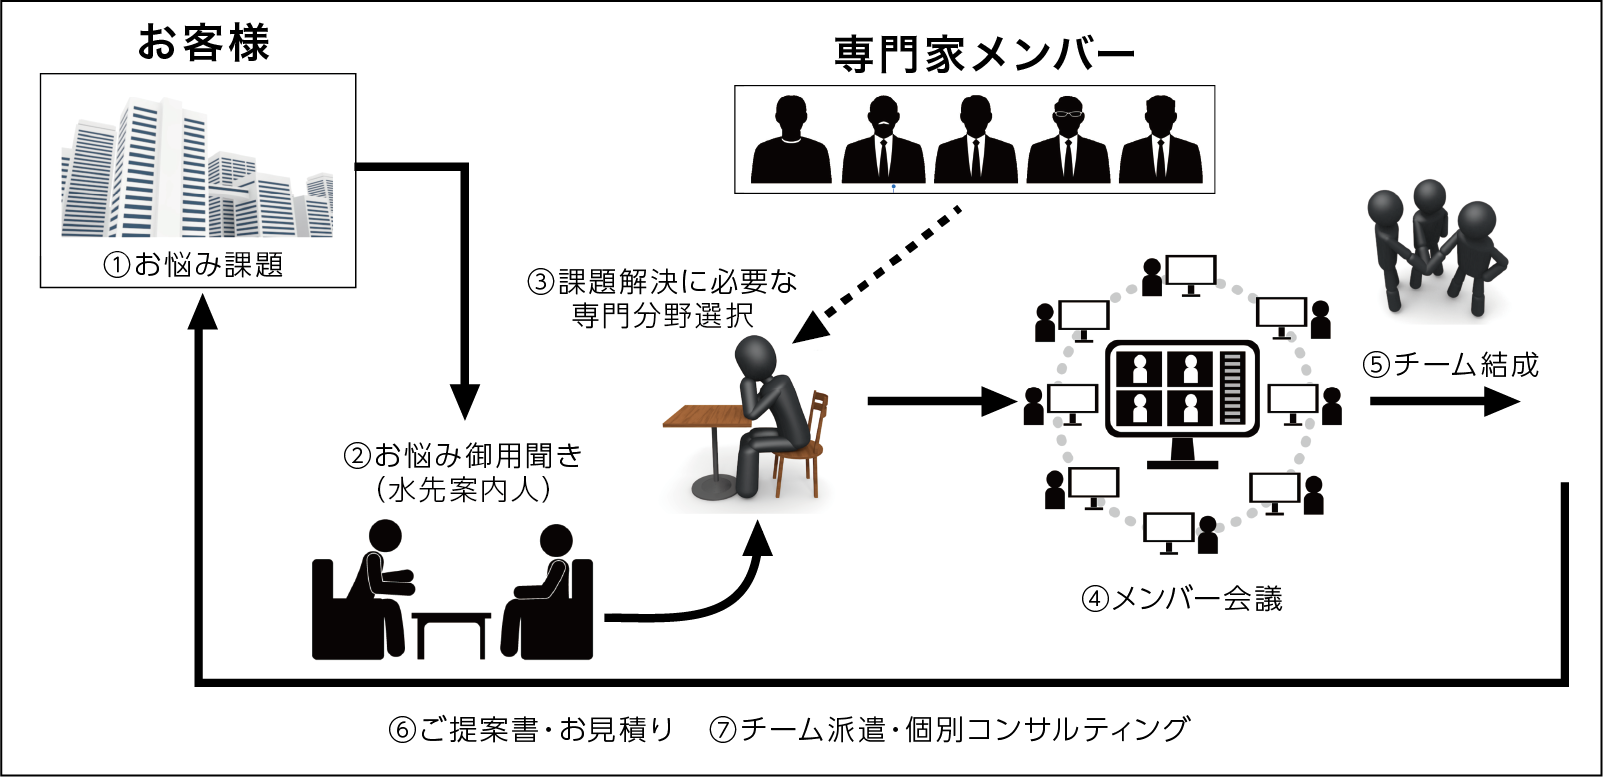 お客様
専門家メンバー
①お悩み課題
③課題解決に必要な
専門分野選択
⑤チーム結成
②お悩み御用聞き
（水先案内人）
④メンバー会議
⑥ご提案書・お見積り　⑦チーム派遣・個別コンサルティング